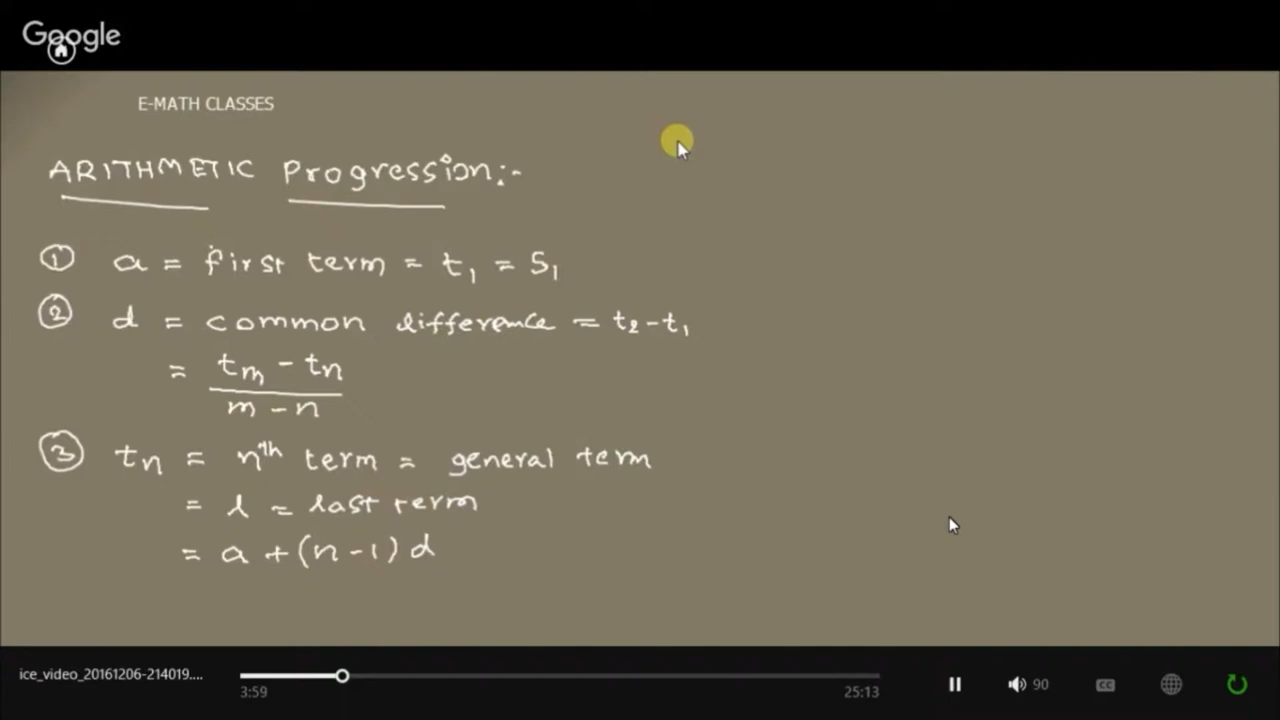 Google
E-MATH CLASSES
ARITHMETIC Progression:-
① a = first term = t₁ = S₁
② d = common difference = t₂-t₁
= (tₘ - tₙ) / (m - n)
③ tₙ = nᵗʰ term = general term
= l = last term
= a + (n-1) d
ice_video_20161206-214019....
3:59
25:13
90
CC